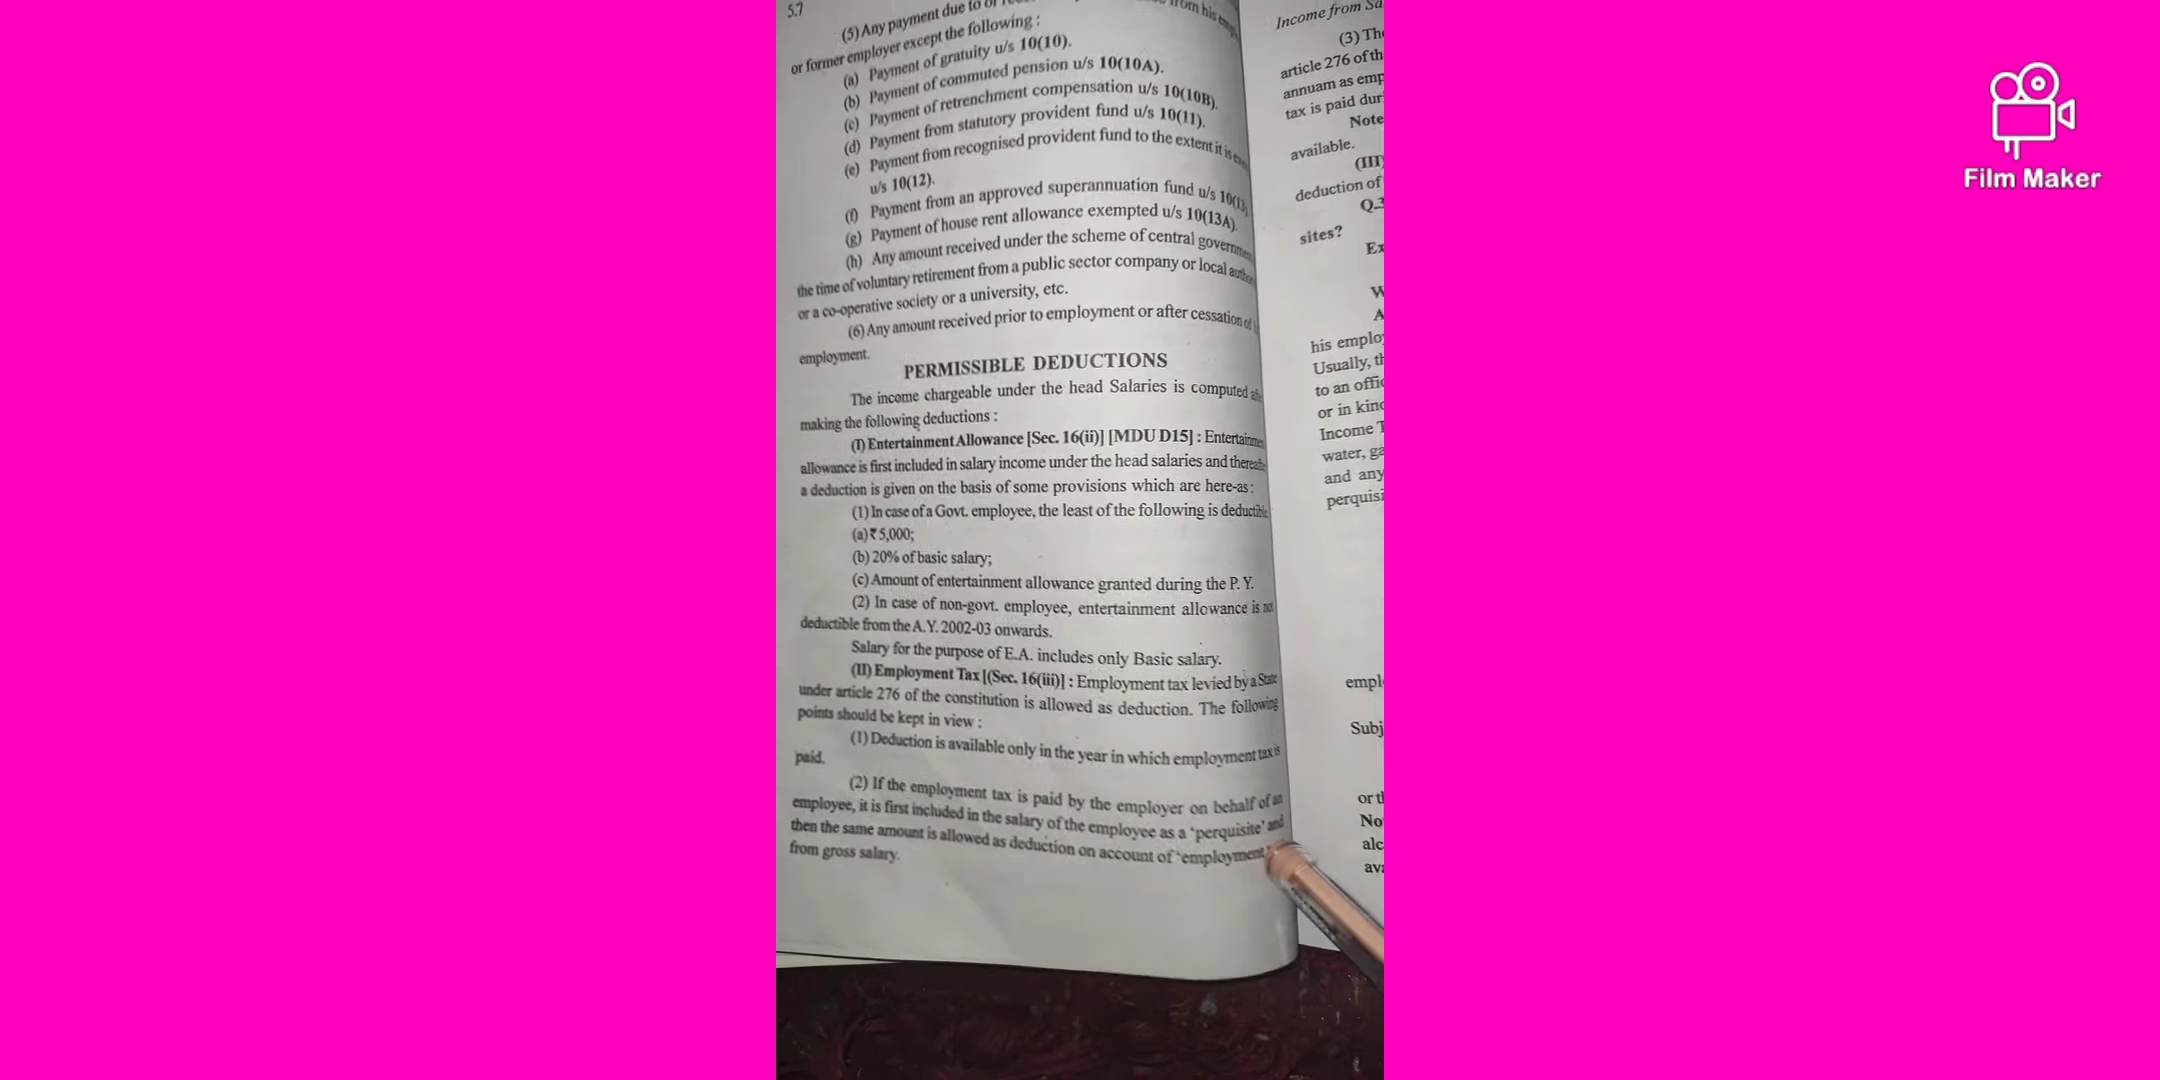 5.7
(5) Any payment due to or
from his
or former employer except the following :
(a) Payment of gratuity u/s 10(10).
(b) Payment of commuted pension u/s 10(10A).
(c) Payment of retrenchment compensation u/s 10(10B).
(d) Payment from statutory provident fund u/s 10(11).
(e) Payment from recognised provident fund to the extent it is
u/s 10(12).
(f) Payment from an approved superannuation fund u/s 10(13)
(g) Payment of house rent allowance exempted u/s 10(13A).
(h) Any amount received under the scheme of central
the time of voluntary retirement from a public sector company or local
or a co-operative society or a university, etc.
(6) Any amount received prior to employment or after cessation of
employment.
PERMISSIBLE DEDUCTIONS
The income chargeable under the head Salaries is computed
making the following deductions :
(I) Entertainment Allowance [Sec. 16(ii)] [MDU D15] :
allowance is first included in salary income under the head salaries and
a deduction is given on the basis of some provisions which are here-as :
(1) In case of a Govt. employee, the least of the following is deductible
(a) ₹ 5,000;
(b) 20% of basic salary;
(c) Amount of entertainment allowance granted during the P. Y.
(2) In case of non-govt. employee, entertainment allowance is not
deductible from the A.Y. 2002-03 onwards.
Salary for the purpose of E.A. includes only Basic salary.
(II) Employment Tax [(Sec. 16(iii)] : Employment tax levied by a State
under article 276 of the constitution is allowed as deduction. The following
points should be kept in view :
(1) Deduction is available only in the year in which employment tax is
paid.
(2) If the employment tax is paid by the employer on behalf of an
employee, it is first included in the salary of the employee as a 'perquisite' and
then the same amount is allowed as deduction on account of 'employment
from gross salary.
Income from
(3)
article 276 of
annuam as
tax is paid
Note
available.
(III)
deduction of
sites?
his
Usually,
to an
or in
Income
water,
and any
or
Film Maker